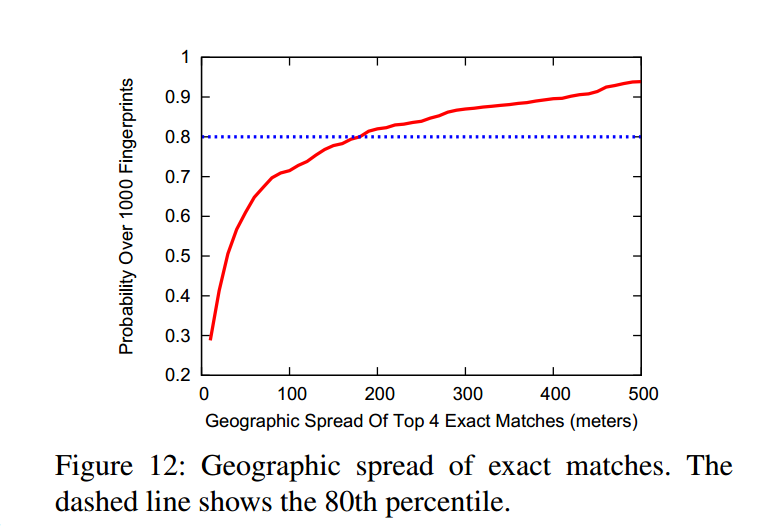 1
0.9
0.8
0.7
0.6
0.5
0.4
0.3
0.2
Probability Over 1000 Fingerprints
0 100 200 300 400 500
Geographic Spread Of Top 4 Exact Matches (meters)
Figure 12: Geographic spread of exact matches. The
dashed line shows the 80th percentile.